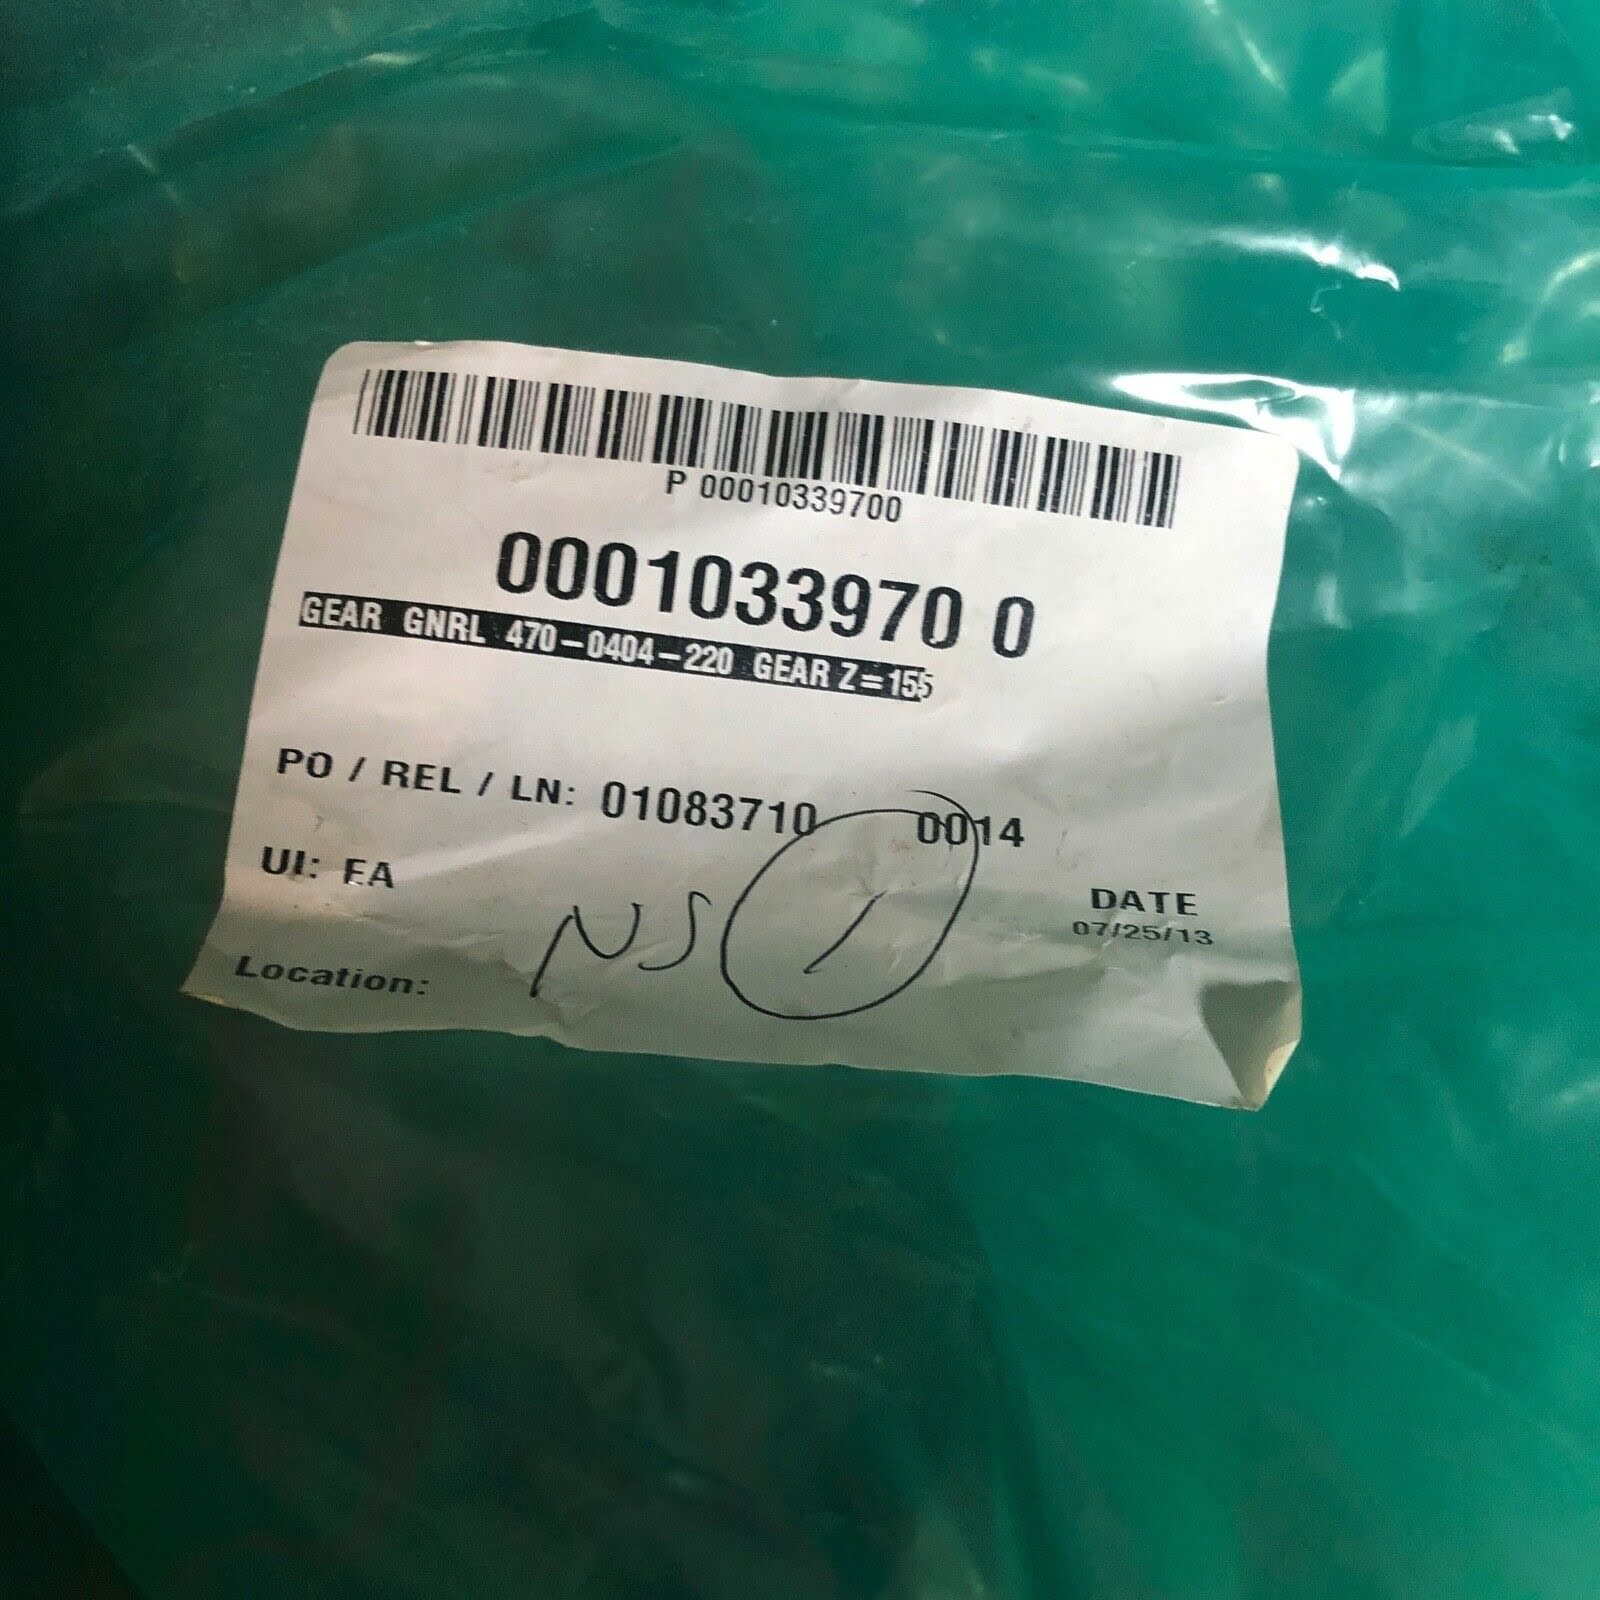 P 00010339700
0001033970 0
GEAR GNRL 470-0404-220 GEAR Z=155
PO / REL / LN: 01083710 0014
UI: EA
DATE
07/25/13
NS 1
Location: